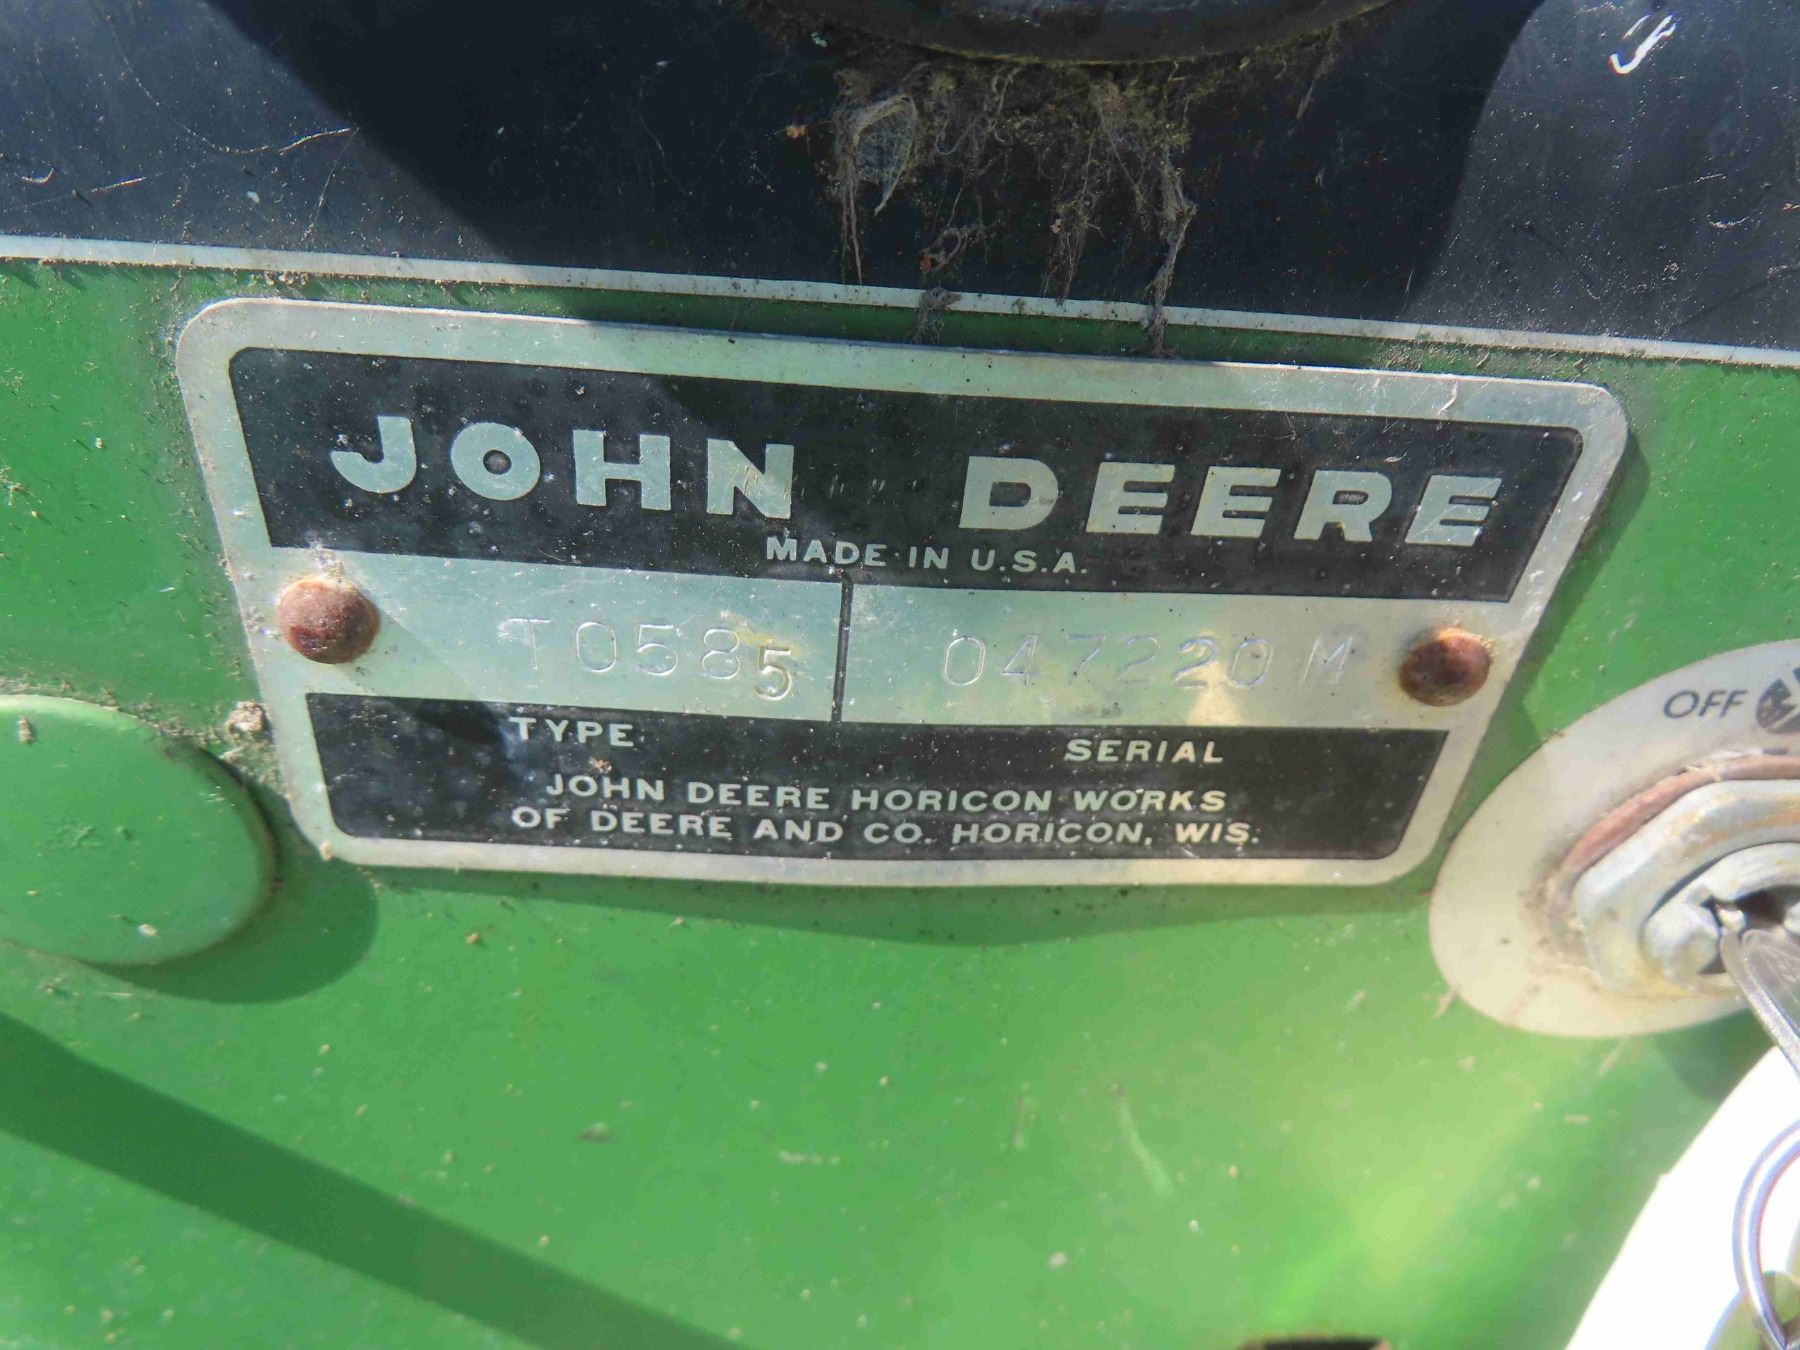 JOHN DEERE
MADE IN U.S.A.
T0585 047220M
TYPE SERIAL
JOHN DEERE HORICON WORKS
OF DEERE AND CO. HORICON, WIS.
OFF